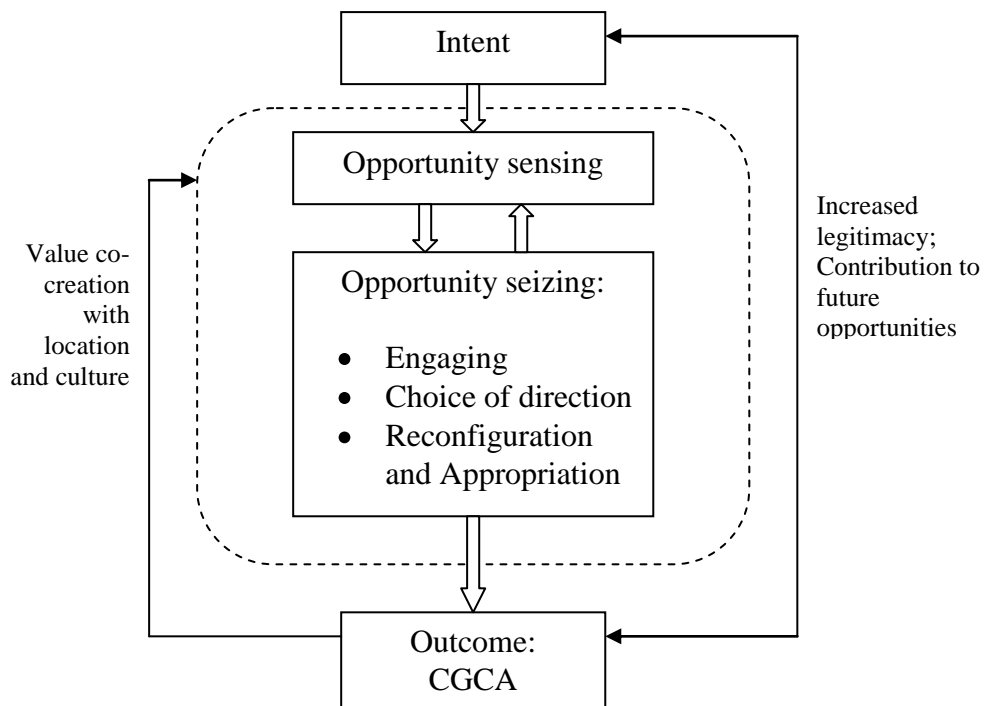 Intent
Opportunity sensing
Opportunity seizing:
● Engaging
● Choice of direction
● Reconfiguration
and Appropriation
Value co-
creation
with
location
and culture
Increased
legitimacy;
Contribution to
future
opportunities
Outcome:
CGCA